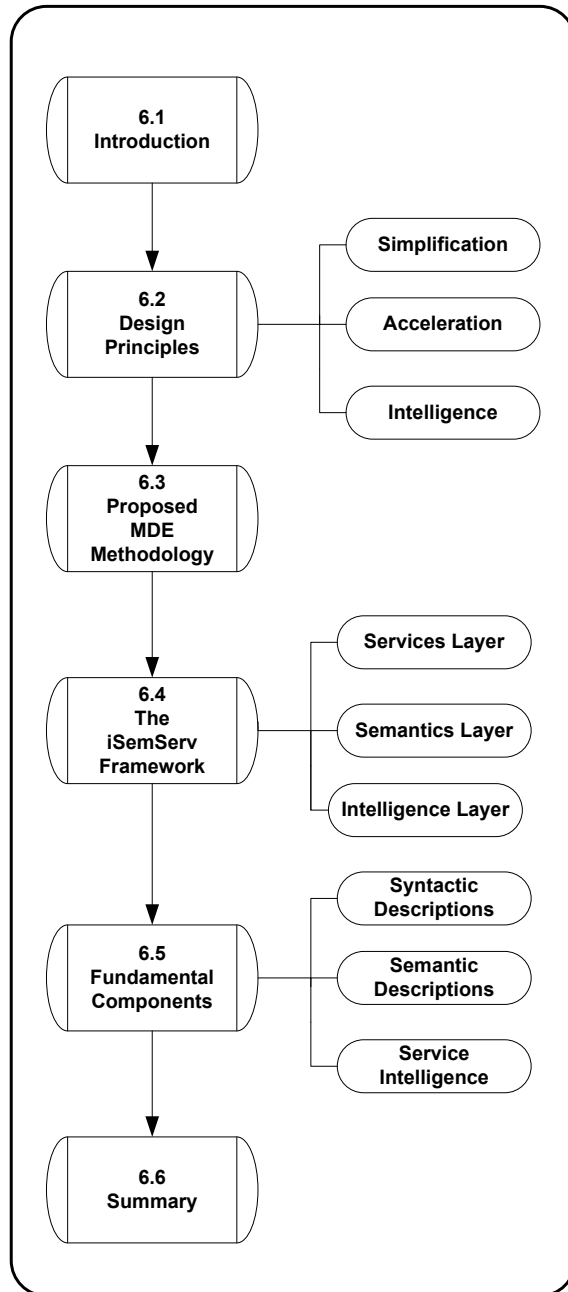 6.1
Introduction
6.2
Design
Principles
Simplification
Acceleration
Intelligence
6.3
Proposed
MDE
Methodology
6.4
The
iSemServ
Framework
Services Layer
Semantics Layer
Intelligence Layer
6.5
Fundamental
Components
Syntactic
Descriptions
Semantic
Descriptions
Service
Intelligence
6.6
Summary